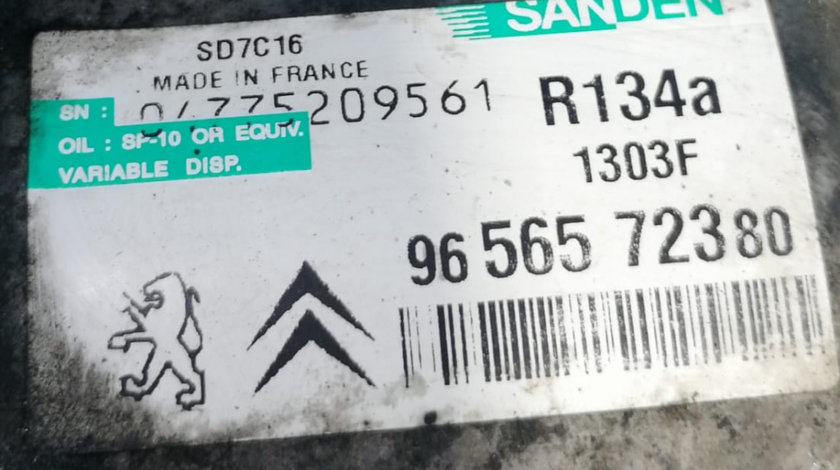 SANDEN
SD7C16
MADE IN FRANCE
SN :
R134a
OIL : SP-10 OR EQUIV.
1303F
VARIABLE DISP.
96 565 723 80